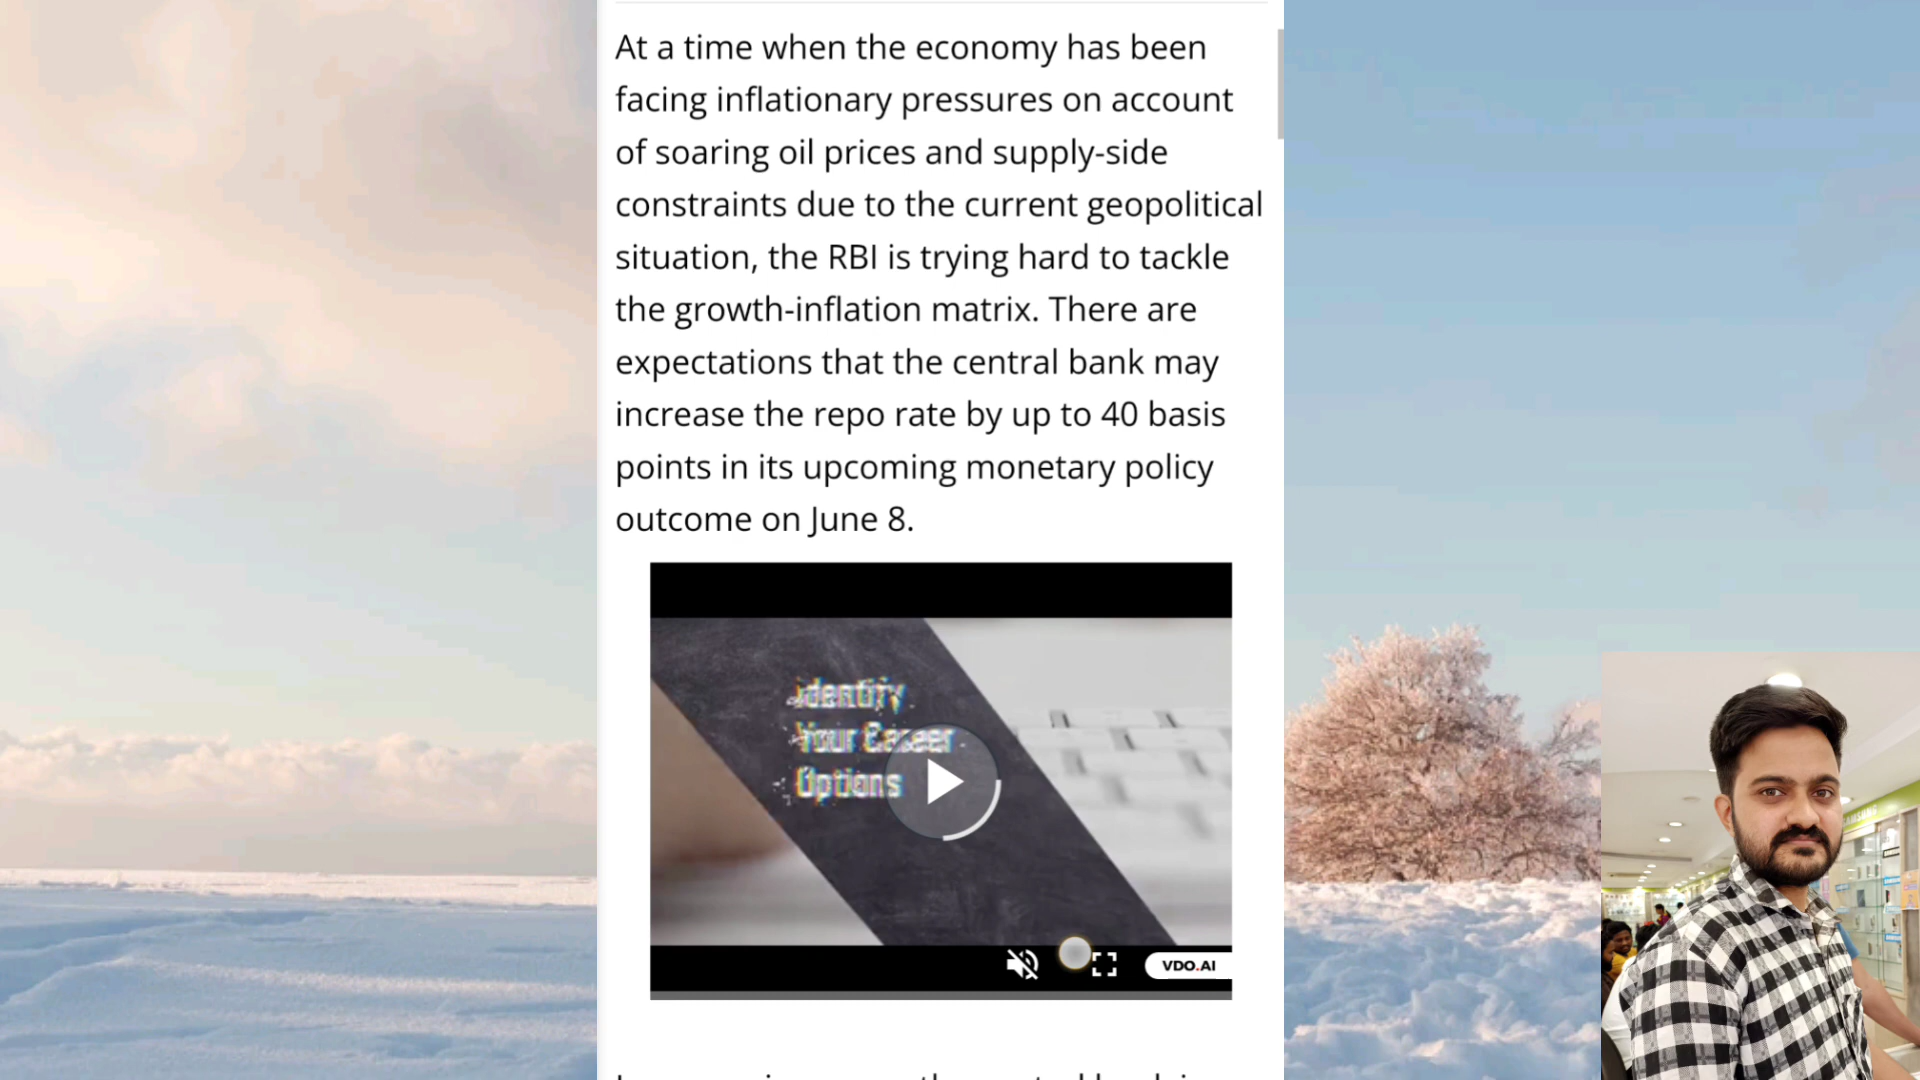 At a time when the economy has been
facing inflationary pressures on account
of soaring oil prices and supply-side
constraints due to the current geopolitical
situation, the RBI is trying hard to tackle
the growth-inflation matrix. There are
expectations that the central bank may
increase the repo rate by up to 40 basis
points in its upcoming monetary policy
outcome on June 8.
Identify
Your Career
Options
VDO.AI
SAMSUNG